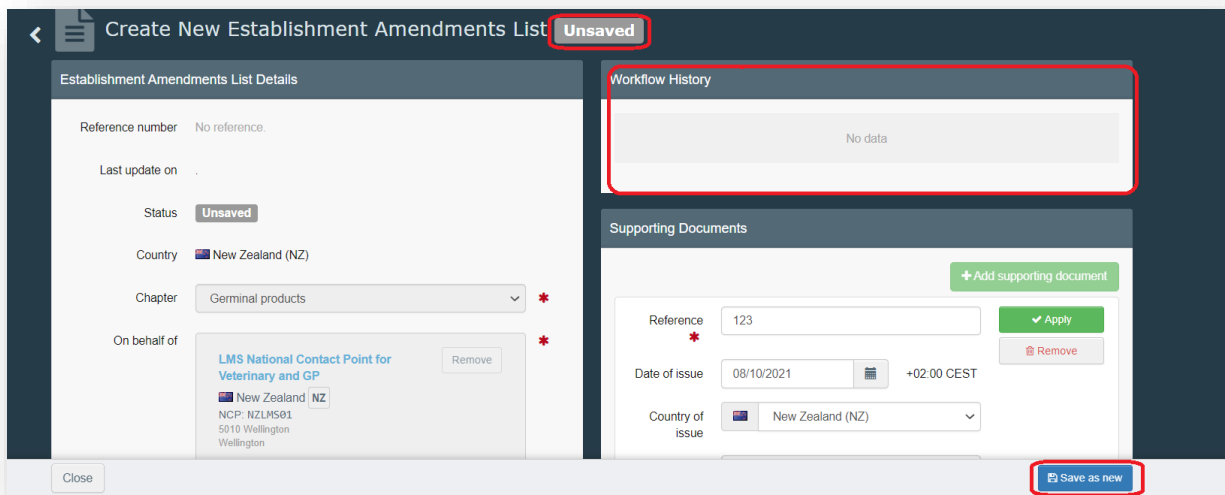 Create New Establishment Amendments List Unsaved
Establishment Amendments List Details
Reference number No reference.
Last update on .
Status Unsaved
Country New Zealand (NZ)
Chapter Germinal products *
On behalf of *
LMS National Contact Point for
Veterinary and GP
Remove
New Zealand NZ
NCP: NZLMS01
5010 Wellington
Wellington
Workflow History
No data
Supporting Documents
+ Add supporting document
Reference * 123
Apply
Remove
Date of issue 08/10/2021 +02:00 CEST
Country of
issue
New Zealand (NZ)
Close
Save as new